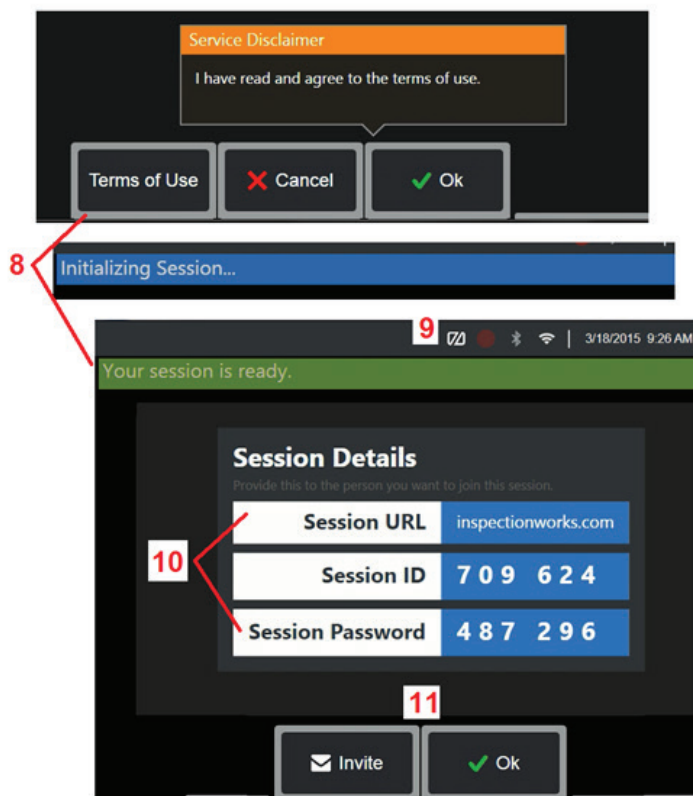 Service Disclaimer
I have read and agree to the terms of use.
Terms of Use
Cancel
Ok
8
Initializing Session...
9
3/18/2015 9:26 AM
Your session is ready.
Session Details
Provide this to the person you want to join this session.
10
Session URL inspectionworks.com
Session ID 709 624
Session Password 487 296
11
Invite
Ok